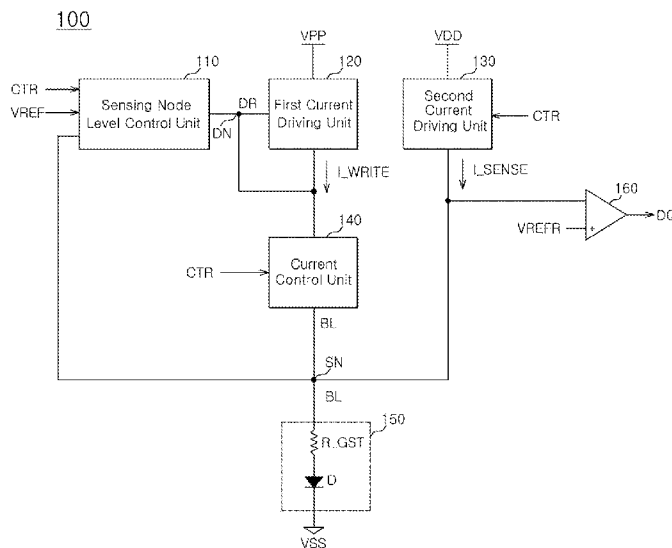 100
VPP
VDD
110
120
130
CTR
VREF
Sensing Node
Level Control Unit
DR
DN
First Current
Driving Unit
Second
Current
Driving Unit
CTR
I_WRITE
I_SENSE
160
VREFR
+
140
CTR
Current
Control Unit
BL
SN
BL
150
R_GST
D
VSS